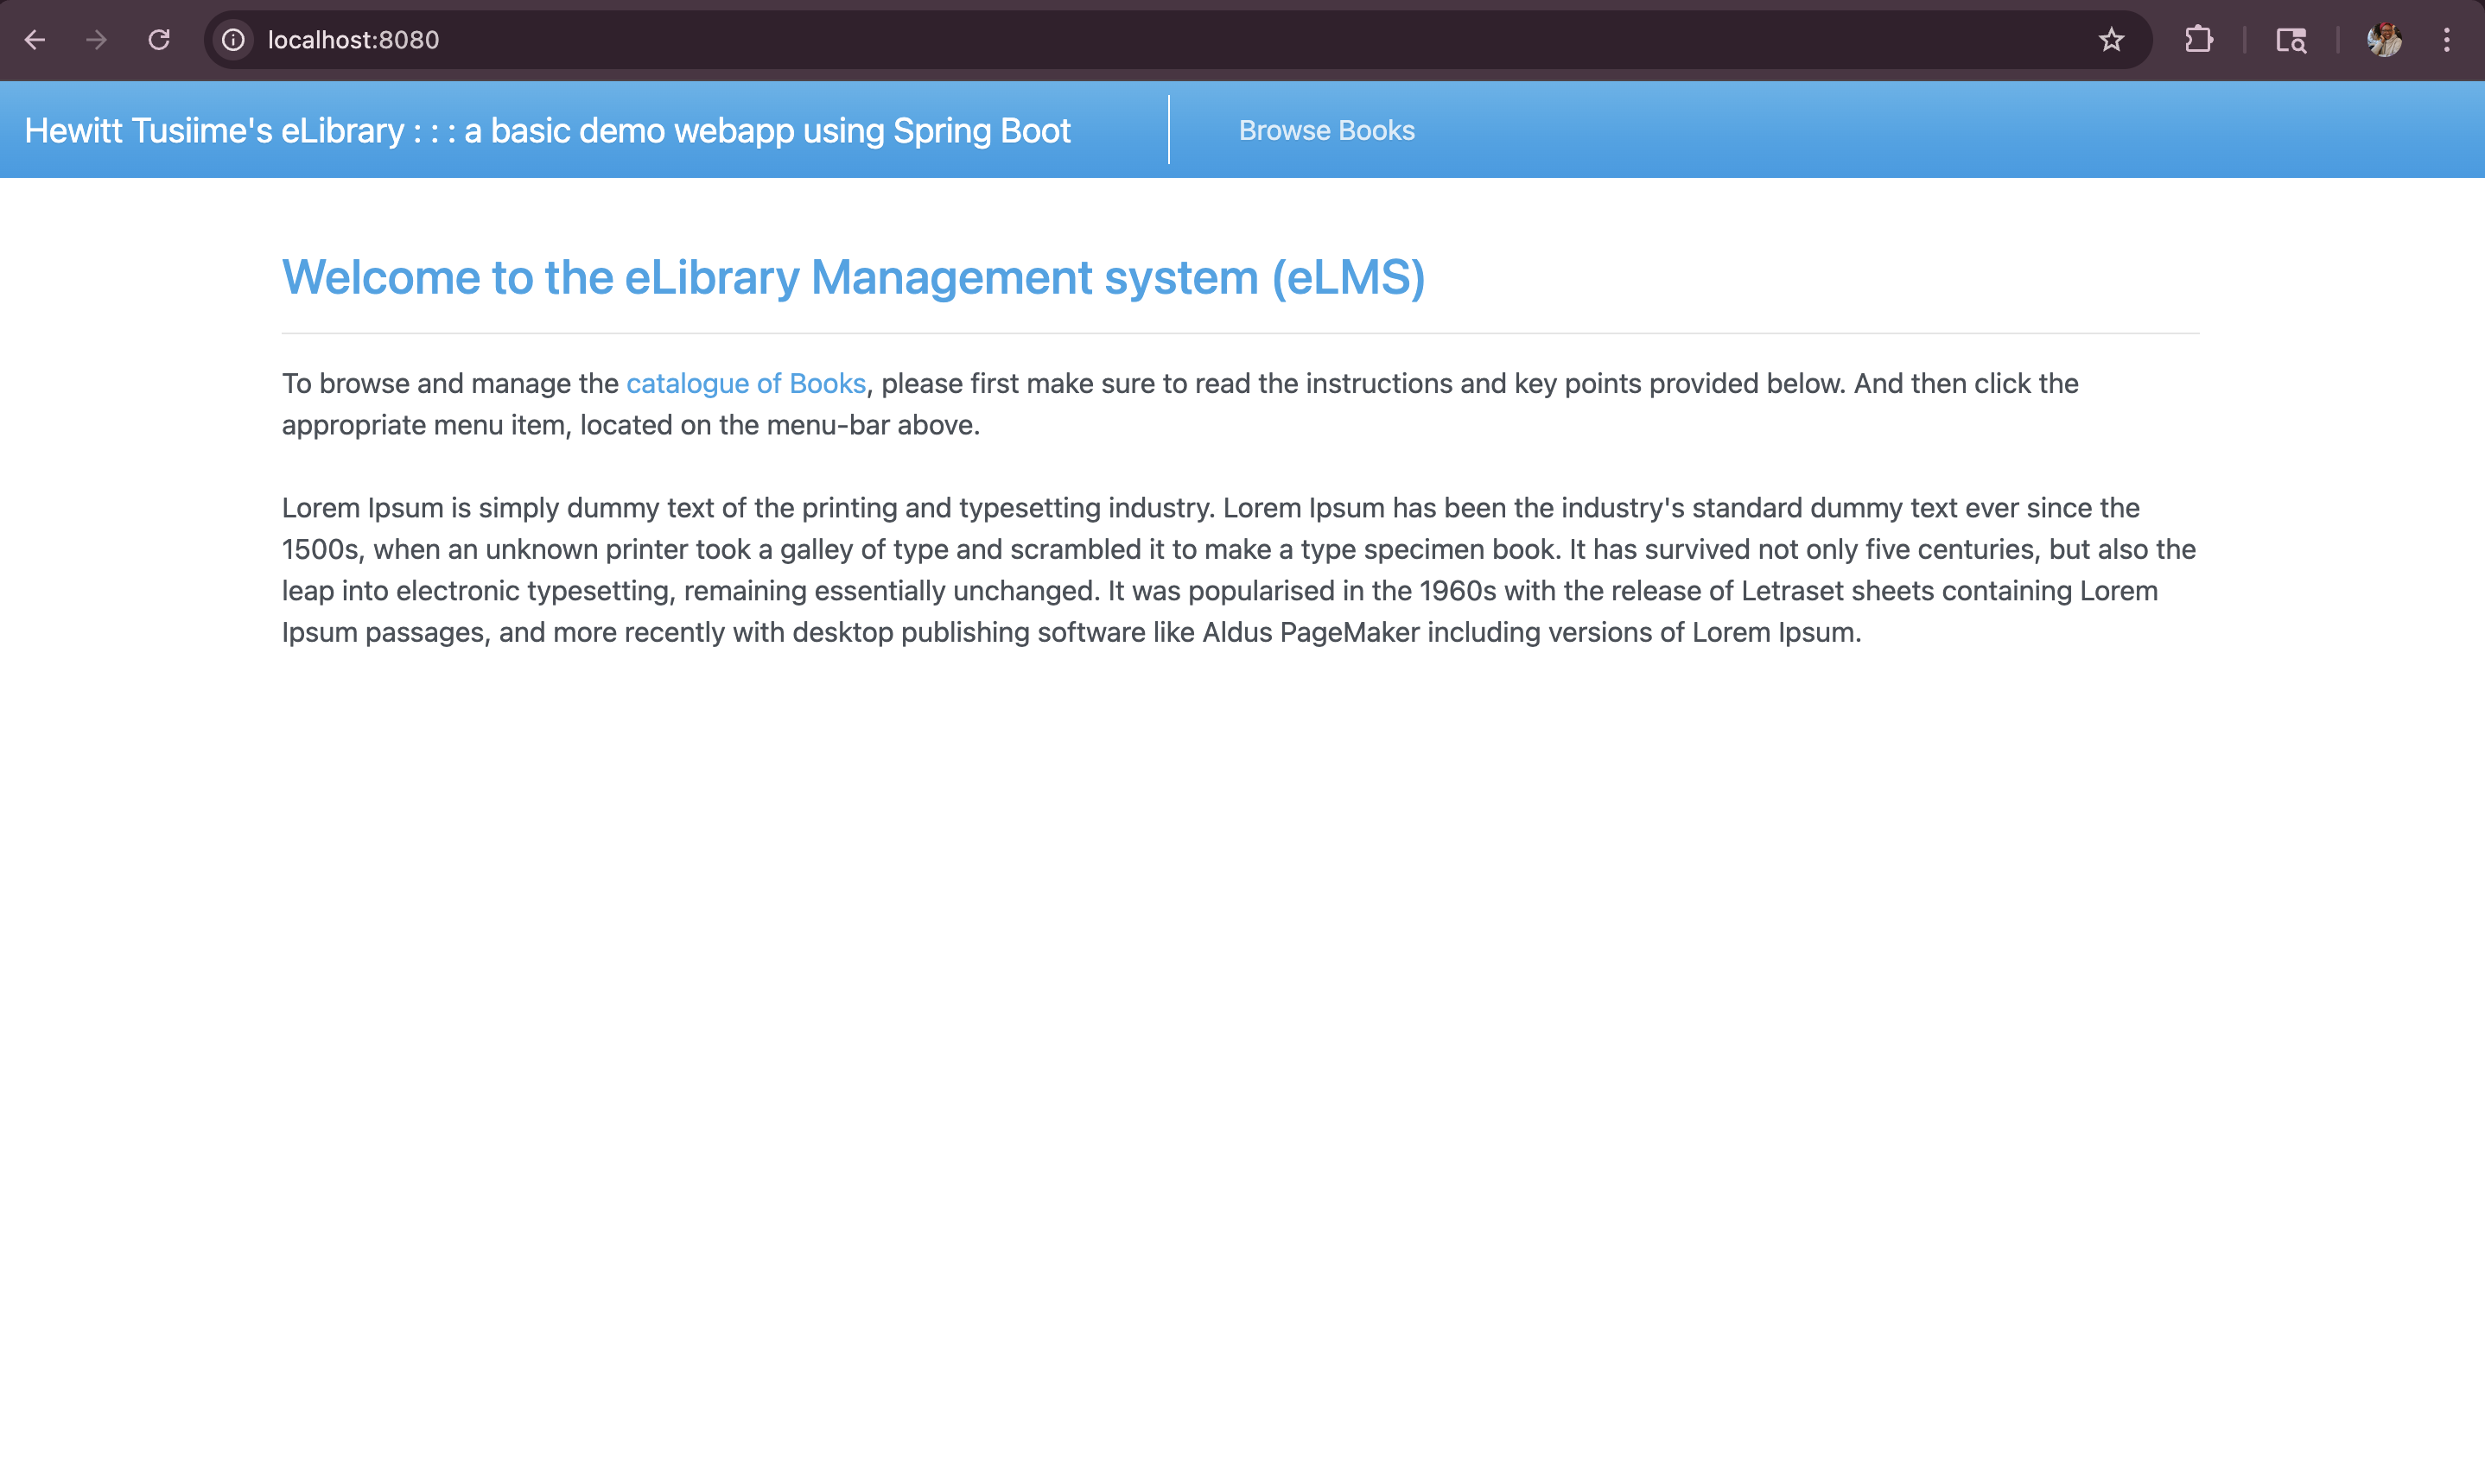 localhost:8080
Hewitt Tusiime's eLibrary : : : a basic demo webapp using Spring Boot
Browse Books
Welcome to the eLibrary Management system (eLMS)
To browse and manage the catalogue of Books, please first make sure to read the instructions and key points provided below. And then click the
appropriate menu item, located on the menu-bar above.
Lorem Ipsum is simply dummy text of the printing and typesetting industry. Lorem Ipsum has been the industry's standard dummy text ever since the
1500s, when an unknown printer took a galley of type and scrambled it to make a type specimen book. It has survived not only five centuries, but also the
leap into electronic typesetting, remaining essentially unchanged. It was popularised in the 1960s with the release of Letraset sheets containing Lorem
Ipsum passages, and more recently with desktop publishing software like Aldus PageMaker including versions of Lorem Ipsum.